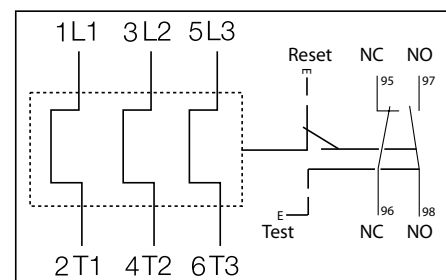 1L1 3L2 5L3
Reset NC NO
E
95 97
E
Test
96 98
NC NO
2T1 4T2 6T3